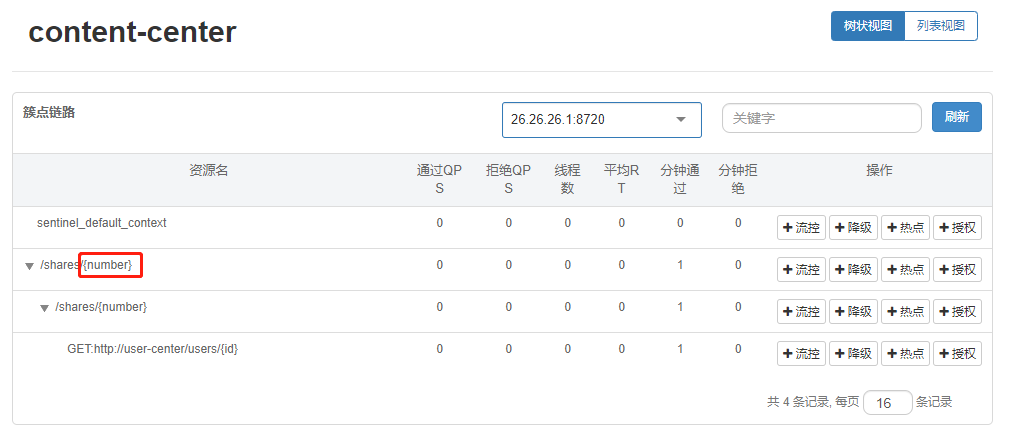 content-center
树状视图 列表视图
簇点链路 26.26.26.1:8720 关键字 刷新
资源名 通过QPS 拒绝QPS 线程数 平均RT 分钟通过 分钟拒绝 操作
sentinel_default_context 0 0 0 0 0 0 +流控 +降级 +热点 +授权
/shares/{number} 0 0 0 0 1 0 +流控 +降级 +热点 +授权
/shares/{number} 0 0 0 0 1 0 +流控 +降级 +热点 +授权
GET:http://user-center/users/{id} 0 0 0 0 1 0 +流控 +降级 +热点 +授权
共 4 条记录, 每页 16 条记录